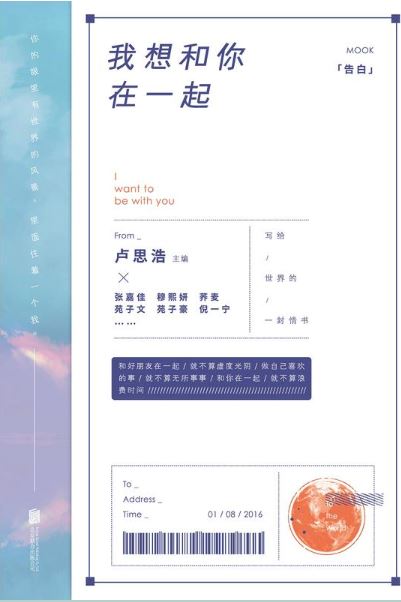 我想和你
在一起
MOOK
「告白」
I
want to
be with you
From _
卢思浩 主编
张嘉佳 穆熙妍 荞麦
苑子文 苑子豪 倪一宁
……
写给
/
世界的
/
一封情书
和好朋友在一起 / 就不算虚度光阴 / 做自己喜欢
的事 / 就不算无所事事 / 和你在一起 / 就不算浪
费时间 ////////////////////////////////////////////////
To _
Address _
Time _ 01 / 08 / 2016
To
the
World
你的眼里有世界的风景。里面住着一个我。